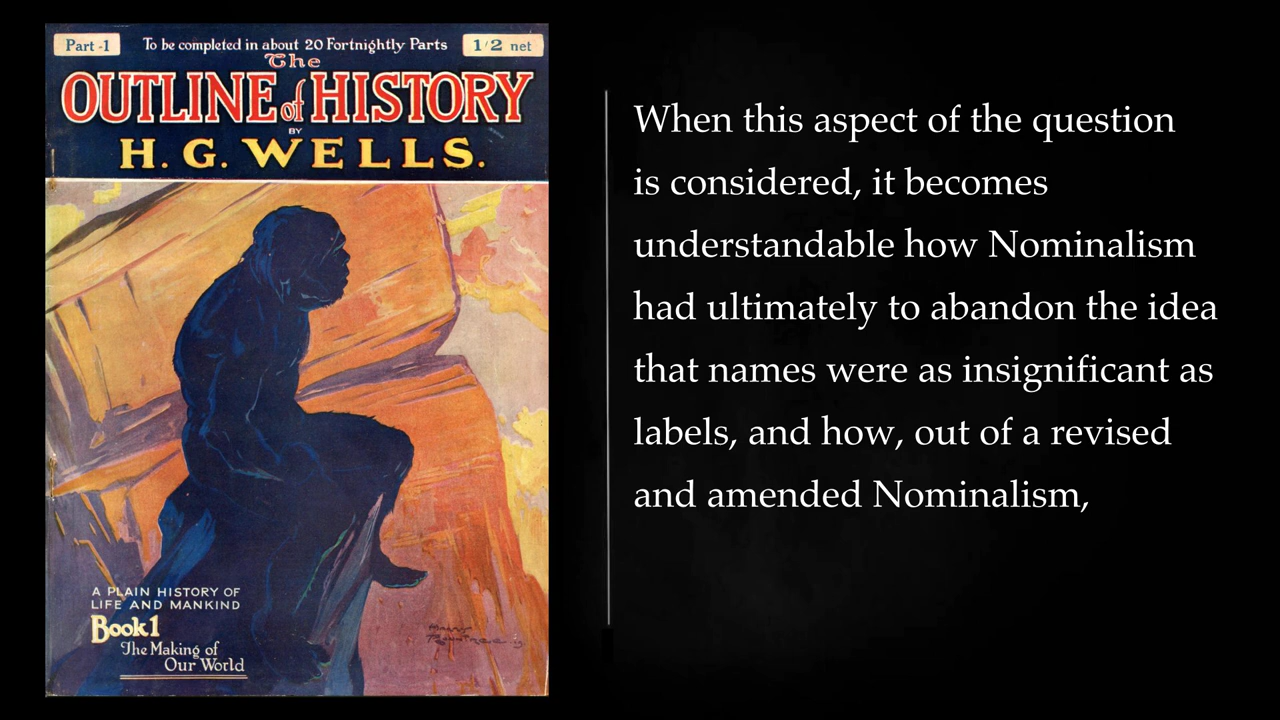 Part -1
To be completed in about 20 Fortnightly Parts
1/2 net
The
OUTLINE of HISTORY
BY
H. G. WELLS.
A PLAIN HISTORY OF
LIFE AND MANKIND
Book 1
The Making of
Our World
When this aspect of the question
is considered, it becomes
understandable how Nominalism
had ultimately to abandon the idea
that names were as insignificant as
labels, and how, out of a revised
and amended Nominalism,